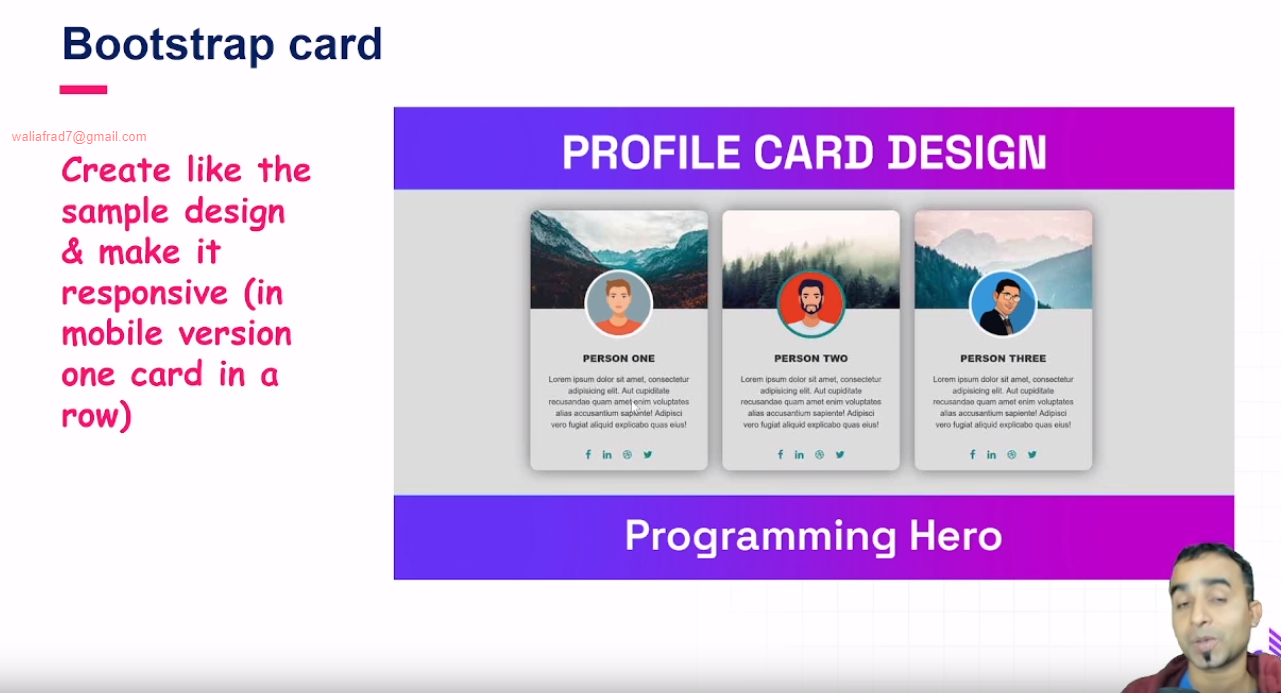 Bootstrap card
waliafrad7@gmail.com
Create like the
sample design
& make it
responsive (in
mobile version
one card in a
row)
PROFILE CARD DESIGN
PERSON ONE
Lorem ipsum dolor sit amet, consectetur
adipisicing elit. Aut cupiditate
recusandae quam amet enim voluptates
alias accusantium sapiente! Adipisci
vero fugiat aliquid explicabo quas eius!
PERSON TWO
Lorem ipsum dolor sit amet, consectetur
adipisicing elit. Aut cupiditate
recusandae quam amet enim voluptates
alias accusantium sapiente! Adipisci
vero fugiat aliquid explicabo quas eius!
PERSON THREE
Lorem ipsum dolor sit amet, consectetur
adipisicing elit. Aut cupiditate
recusandae quam amet enim voluptates
alias accusantium sapiente! Adipisci
vero fugiat aliquid explicabo quas eius!
Programming Hero